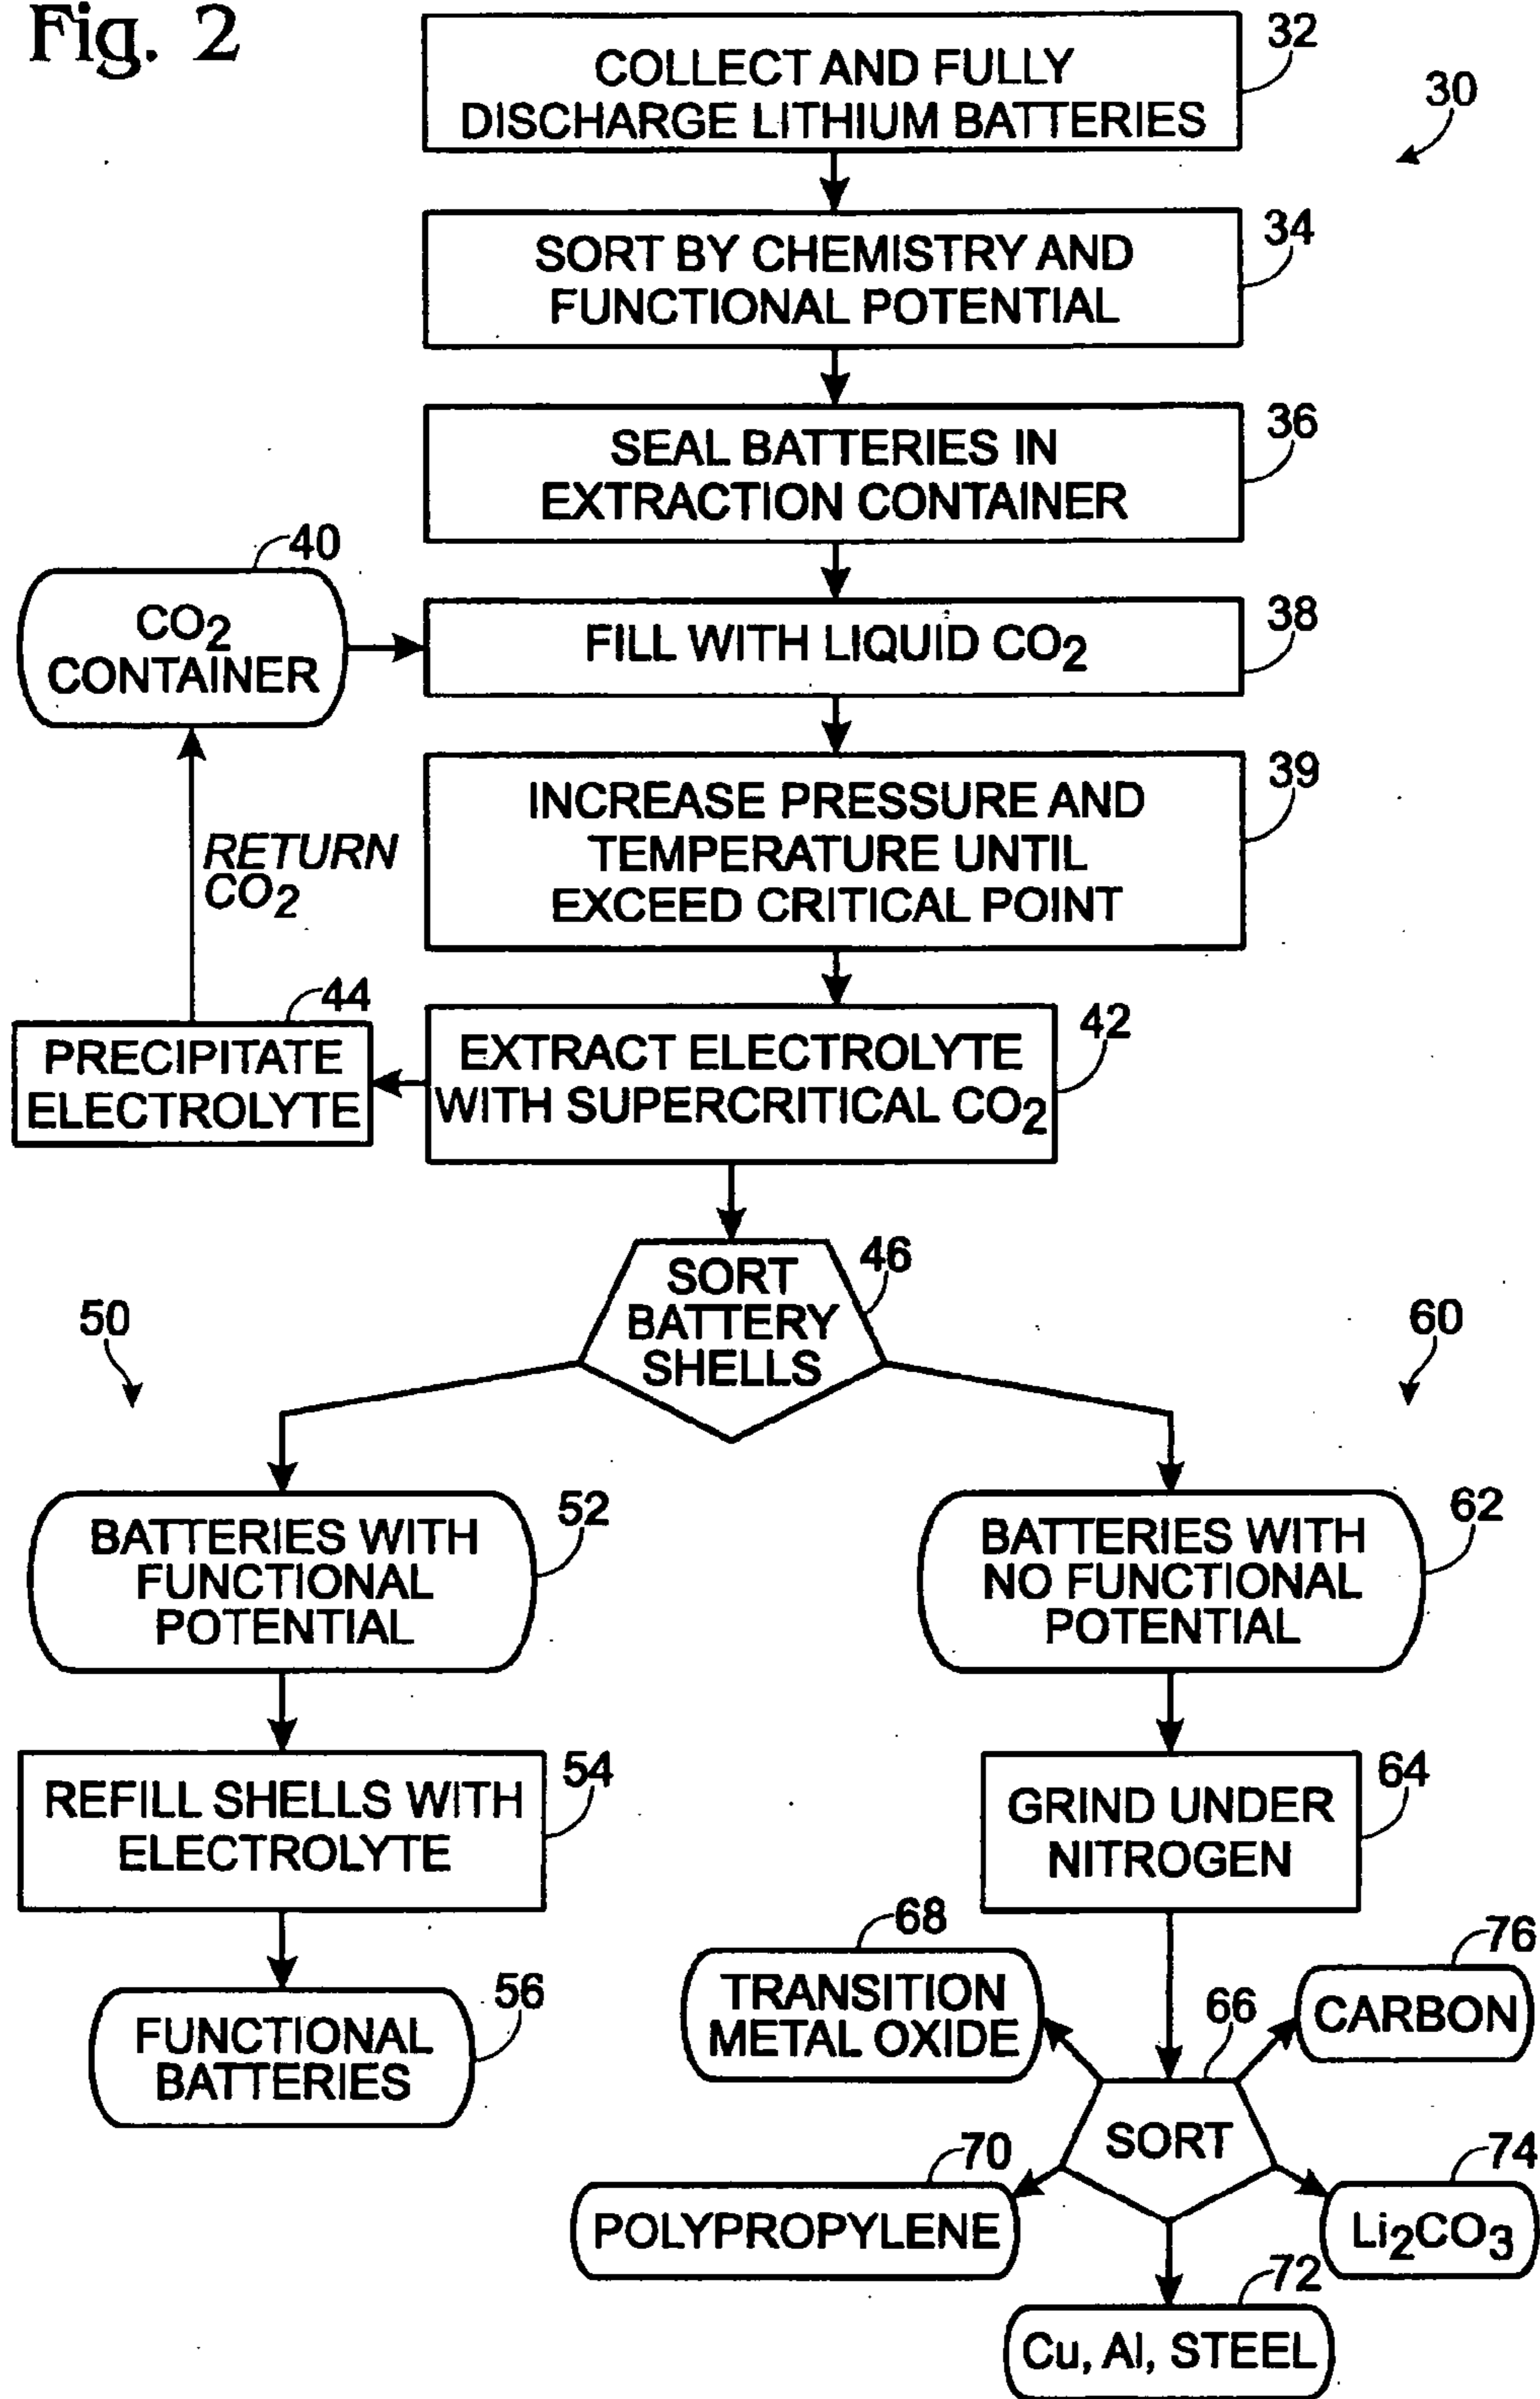 Fig. 2
32
COLLECT AND FULLY
DISCHARGE LITHIUM BATTERIES
30
34
SORT BY CHEMISTRY AND
FUNCTIONAL POTENTIAL
36
SEAL BATTERIES IN
EXTRACTION CONTAINER
40
CO2
CONTAINER
38
FILL WITH LIQUID CO2
39
INCREASE PRESSURE AND
TEMPERATURE UNTIL
EXCEED CRITICAL POINT
RETURN
CO2
44
PRECIPITATE
ELECTROLYTE
42
EXTRACT ELECTROLYTE
WITH SUPERCRITICAL CO2
46
SORT
BATTERY
SHELLS
50
60
52
BATTERIES WITH
FUNCTIONAL
POTENTIAL
62
BATTERIES WITH
NO FUNCTIONAL
POTENTIAL
54
REFILL SHELLS WITH
ELECTROLYTE
64
GRIND UNDER
NITROGEN
56
FUNCTIONAL
BATTERIES
68
TRANSITION
METAL OXIDE
76
CARBON
66
SORT
70
POLYPROPYLENE
74
Li2CO3
72
Cu, Al, STEEL